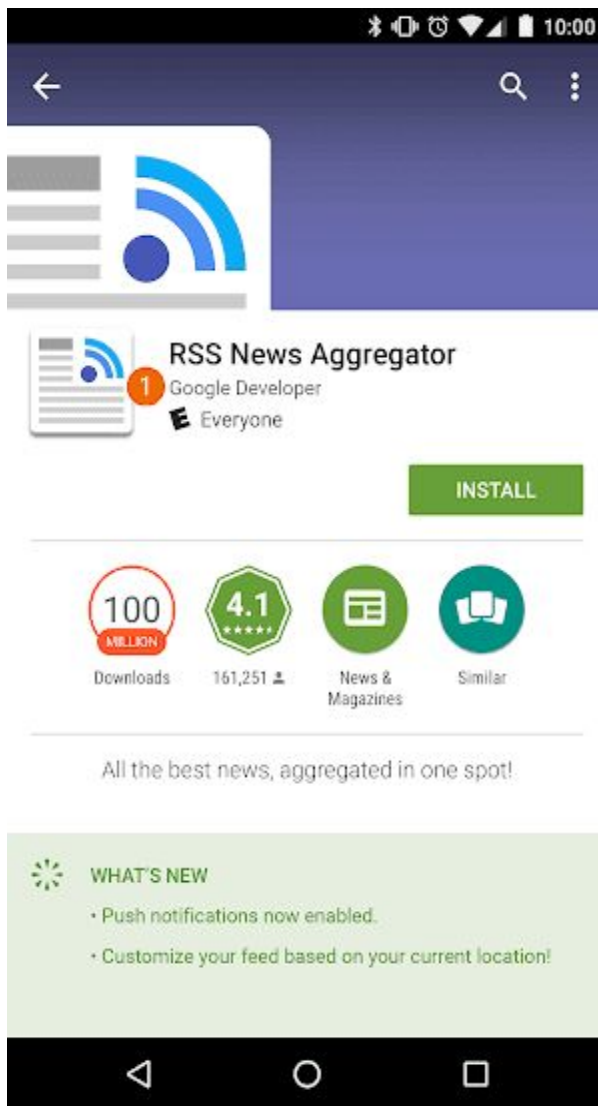 10:00
RSS News Aggregator
1
Google Developer
E Everyone
INSTALL
100
MILLION
Downloads
4.1
161,251
News &
Magazines
Similar
All the best news, aggregated in one spot!
WHAT'S NEW
• Push notifications now enabled.
• Customize your feed based on your current location!